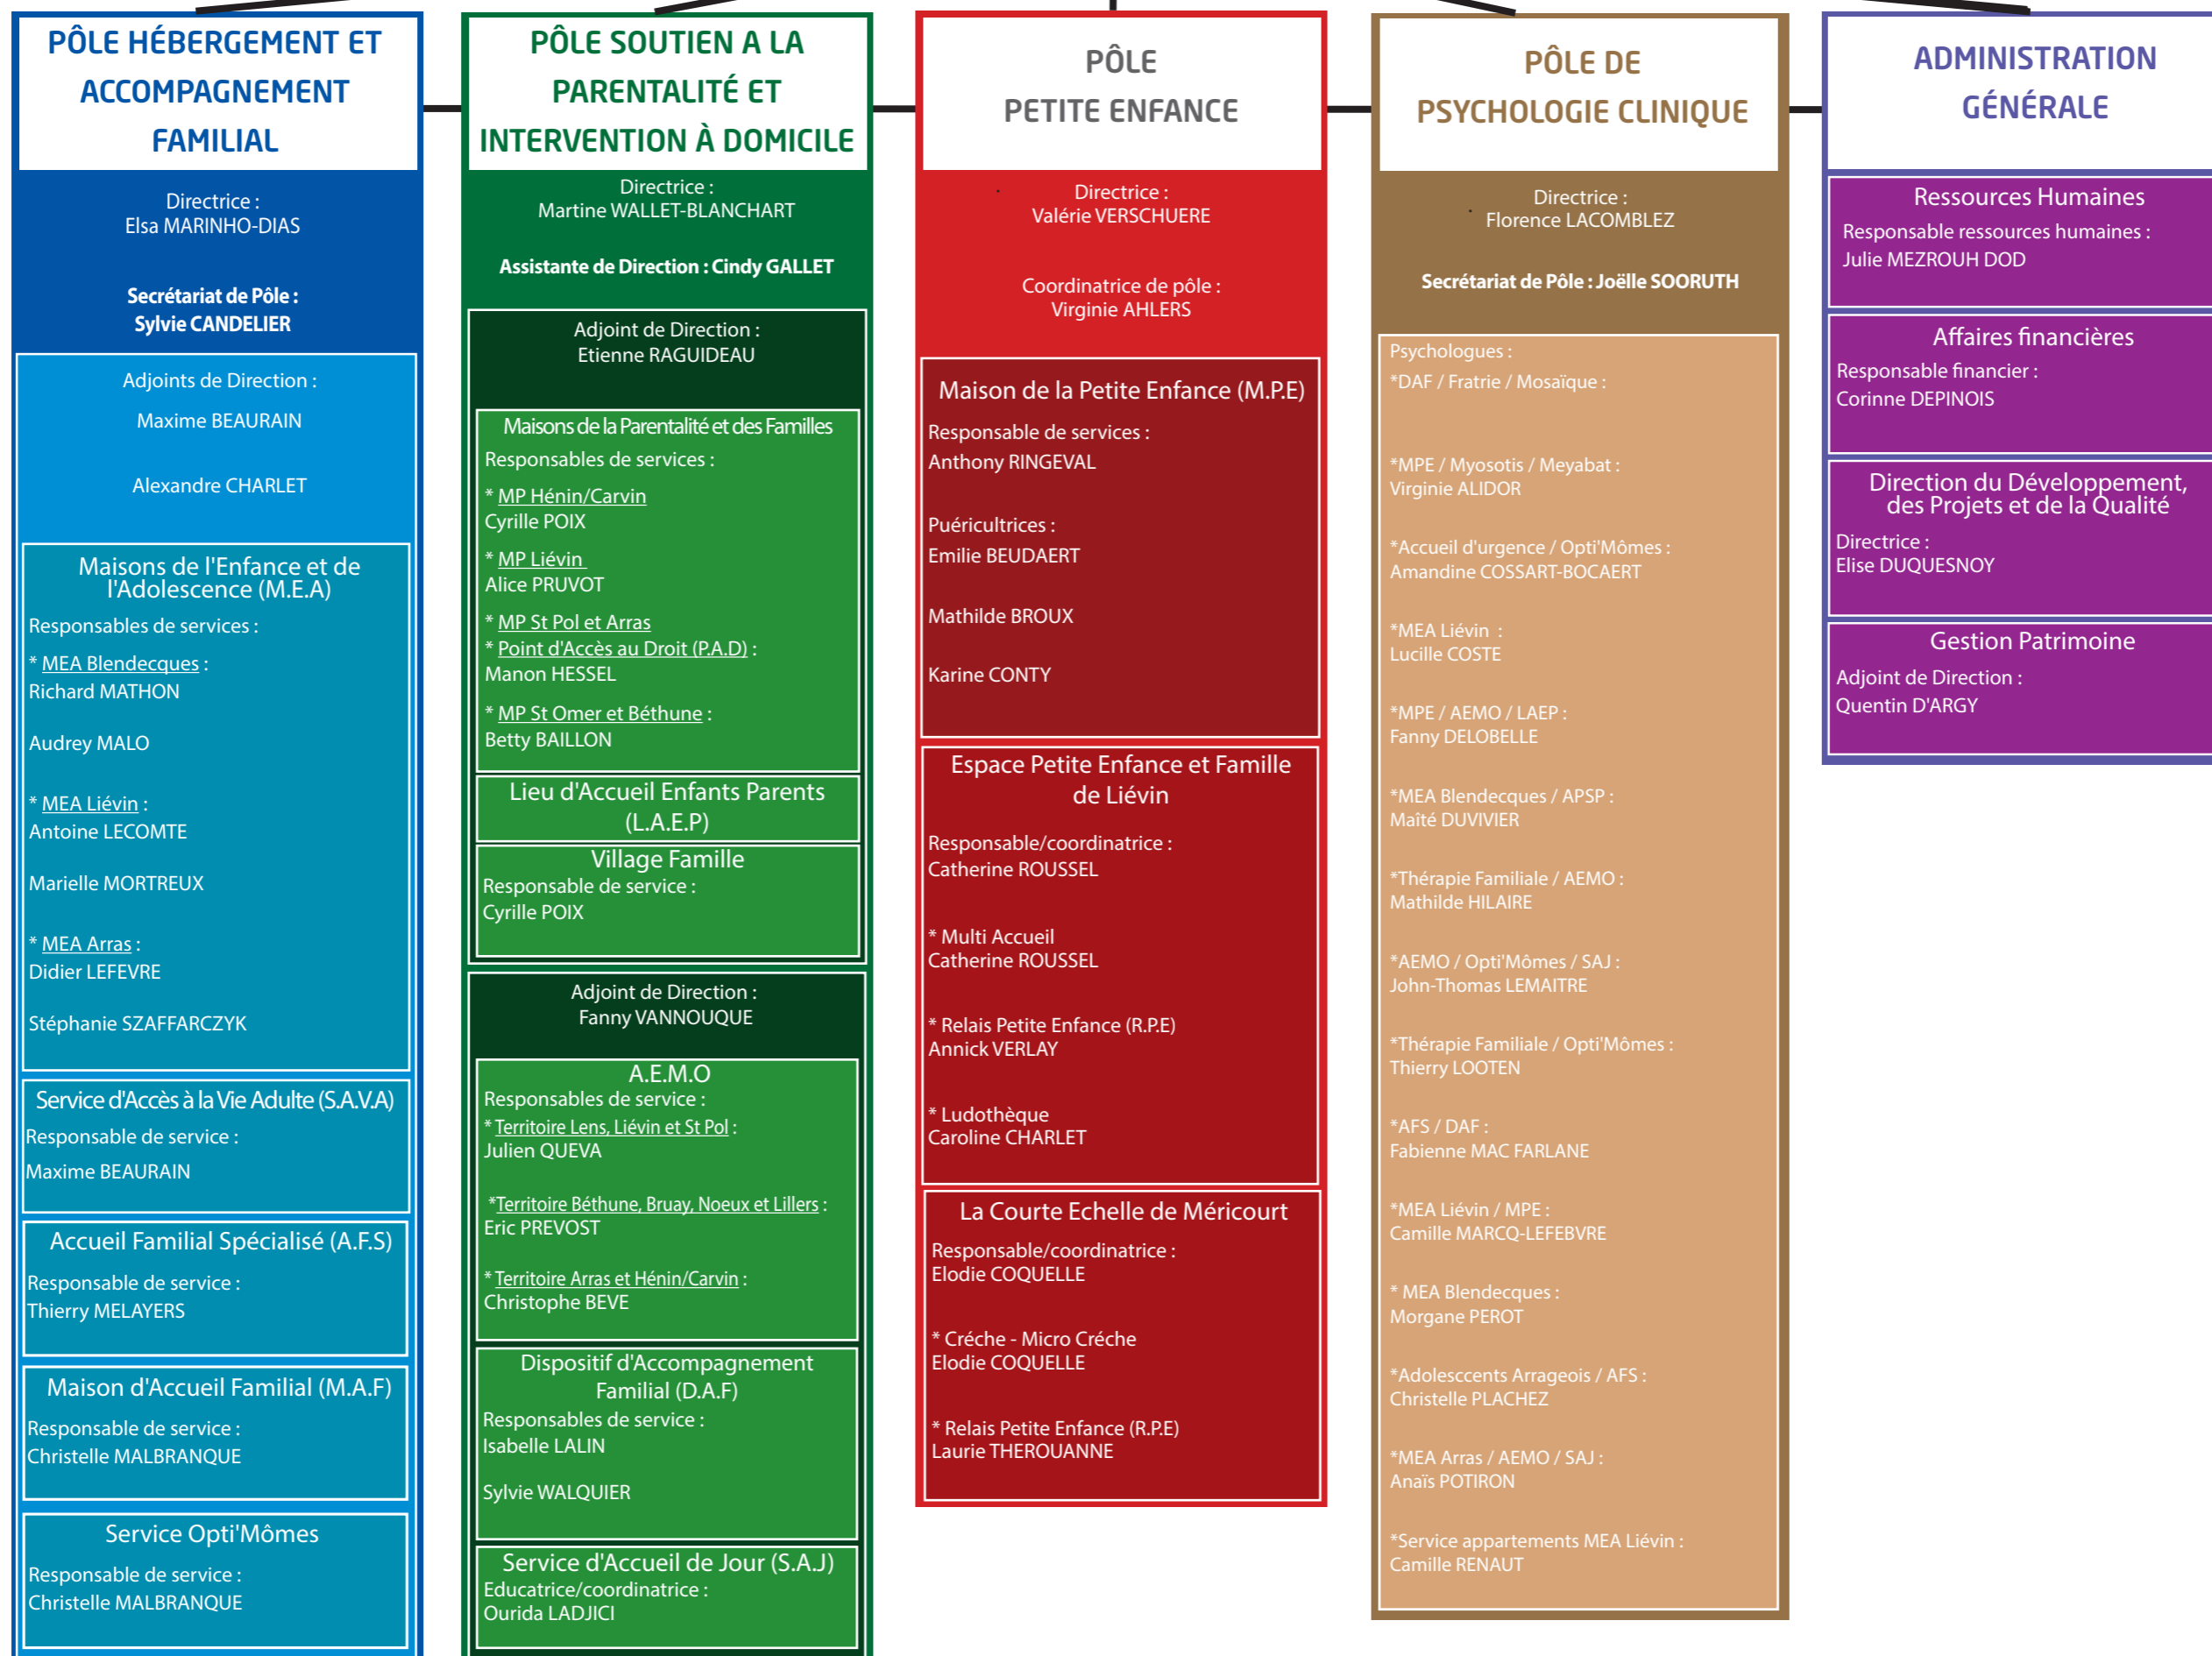 PÔLE HÉBERGEMENT ET
ACCOMPAGNEMENT
FAMILIAL
Directrice :
Elsa MARINHO-DIAS
Secrétariat de Pôle :
Sylvie CANDELIER
Adjoints de Direction :
Maxime BEAURAIN
Alexandre CHARLET
Maisons de l'Enfance et de
l'Adolescence (M.E.A)
Responsables de services :
* MEA Blendecques :
Richard MATHON
Audrey MALO
* MEA Liévin :
Antoine LECOMTE
Marielle MORTREUX
* MEA Arras :
Didier LEFEVRE
Stéphanie SZAFFARCZYK
Service d'Accès à la Vie Adulte (S.A.V.A)
Responsable de service :
Maxime BEAURAIN
Accueil Familial Spécialisé (A.F.S)
Responsable de service :
Thierry MELAYERS
Maison d'Accueil Familial (M.A.F)
Responsable de service :
Christelle MALBRANQUE
Service Opti'Mômes
Responsable de service :
Christelle MALBRANQUE
PÔLE SOUTIEN A LA
PARENTALITÉ ET
INTERVENTION À DOMICILE
Directrice :
Martine WALLET-BLANCHART
Assistante de Direction : Cindy GALLET
Adjoint de Direction :
Etienne RAGUIDEAU
Maisons de la Parentalité et des Familles
Responsables de services :
* MP Hénin/Carvin
Cyrille POIX
* MP Liévin
Alice PRUVOT
* MP St Pol et Arras
* Point d'Accès au Droit (P.A.D) :
Manon HESSEL
* MP St Omer et Béthune :
Betty BAILLON
Lieu d'Accueil Enfants Parents
(L.A.E.P)
Village Famille
Responsable de service :
Cyrille POIX
Adjoint de Direction :
Fanny VANNOUQUE
A.E.M.O
Responsables de service :
* Territoire Lens, Liévin et St Pol :
Julien QUEVA
*Territoire Béthune, Bruay, Noeux et Lillers :
Eric PREVOST
* Territoire Arras et Hénin/Carvin :
Christophe BEVE
Dispositif d'Accompagnement
Familial (D.A.F)
Responsables de service :
Isabelle LALIN
Sylvie WALQUIER
Service d'Accueil de Jour (S.A.J)
Educatrice/coordinatrice :
Ourida LADJICI
PÔLE
PETITE ENFANCE
Directrice :
Valérie VERSCHUERE
Coordinatrice de pôle :
Virginie AHLERS
Maison de la Petite Enfance (M.P.E)
Responsable de services :
Anthony RINGEVAL
Puéricultrices :
Emilie BEUDAERT
Mathilde BROUX
Karine CONTY
Espace Petite Enfance et Famille
de Liévin
Responsable/coordinatrice :
Catherine ROUSSEL
* Multi Accueil
Catherine ROUSSEL
* Relais Petite Enfance (R.P.E)
Annick VERLAY
* Ludothèque
Caroline CHARLET
La Courte Echelle de Méricourt
Responsable/coordinatrice :
Elodie COQUELLE
* Créche - Micro Créche
Elodie COQUELLE
* Relais Petite Enfance (R.P.E)
Laurie THEROUANNE
PÔLE DE
PSYCHOLOGIE CLINIQUE
Directrice :
Florence LACOMBLEZ
Secrétariat de Pôle : Joëlle SOORUTH
Psychologues :
*DAF / Fratrie / Mosaïque :
*MPE / Myosotis / Meyabat :
Virginie ALIDOR
*Accueil d'urgence / Opti'Mômes :
Amandine COSSART-BOCAERT
*MEA Liévin :
Lucille COSTE
*MPE / AEMO / LAEP :
Fanny DELOBELLE
*MEA Blendecques / APSP :
Maîté DUVIVIER
*Thérapie Familiale / AEMO :
Mathilde HILAIRE
*AEMO / Opti'Mômes / SAJ :
John-Thomas LEMAITRE
*Thérapie Familiale / Opti'Mômes :
Thierry LOOTEN
*AFS / DAF :
Fabienne MAC FARLANE
*MEA Liévin / MPE :
Camille MARCQ-LEFEBVRE
* MEA Blendecques :
Morgane PEROT
*Adolesccents Arrageois / AFS :
Christelle PLACHEZ
*MEA Arras / AEMO / SAJ :
Anaïs POTIRON
*Service appartements MEA Liévin :
Camille RENAUT
ADMINISTRATION
GÉNÉRALE
Ressources Humaines
Responsable ressources humaines :
Julie MEZROUH DOD
Affaires financières
Responsable financier :
Corinne DEPINOIS
Direction du Développement,
des Projets et de la Qualité
Directrice :
Elise DUQUESNOY
Gestion Patrimoine
Adjoint de Direction :
Quentin D'ARGY